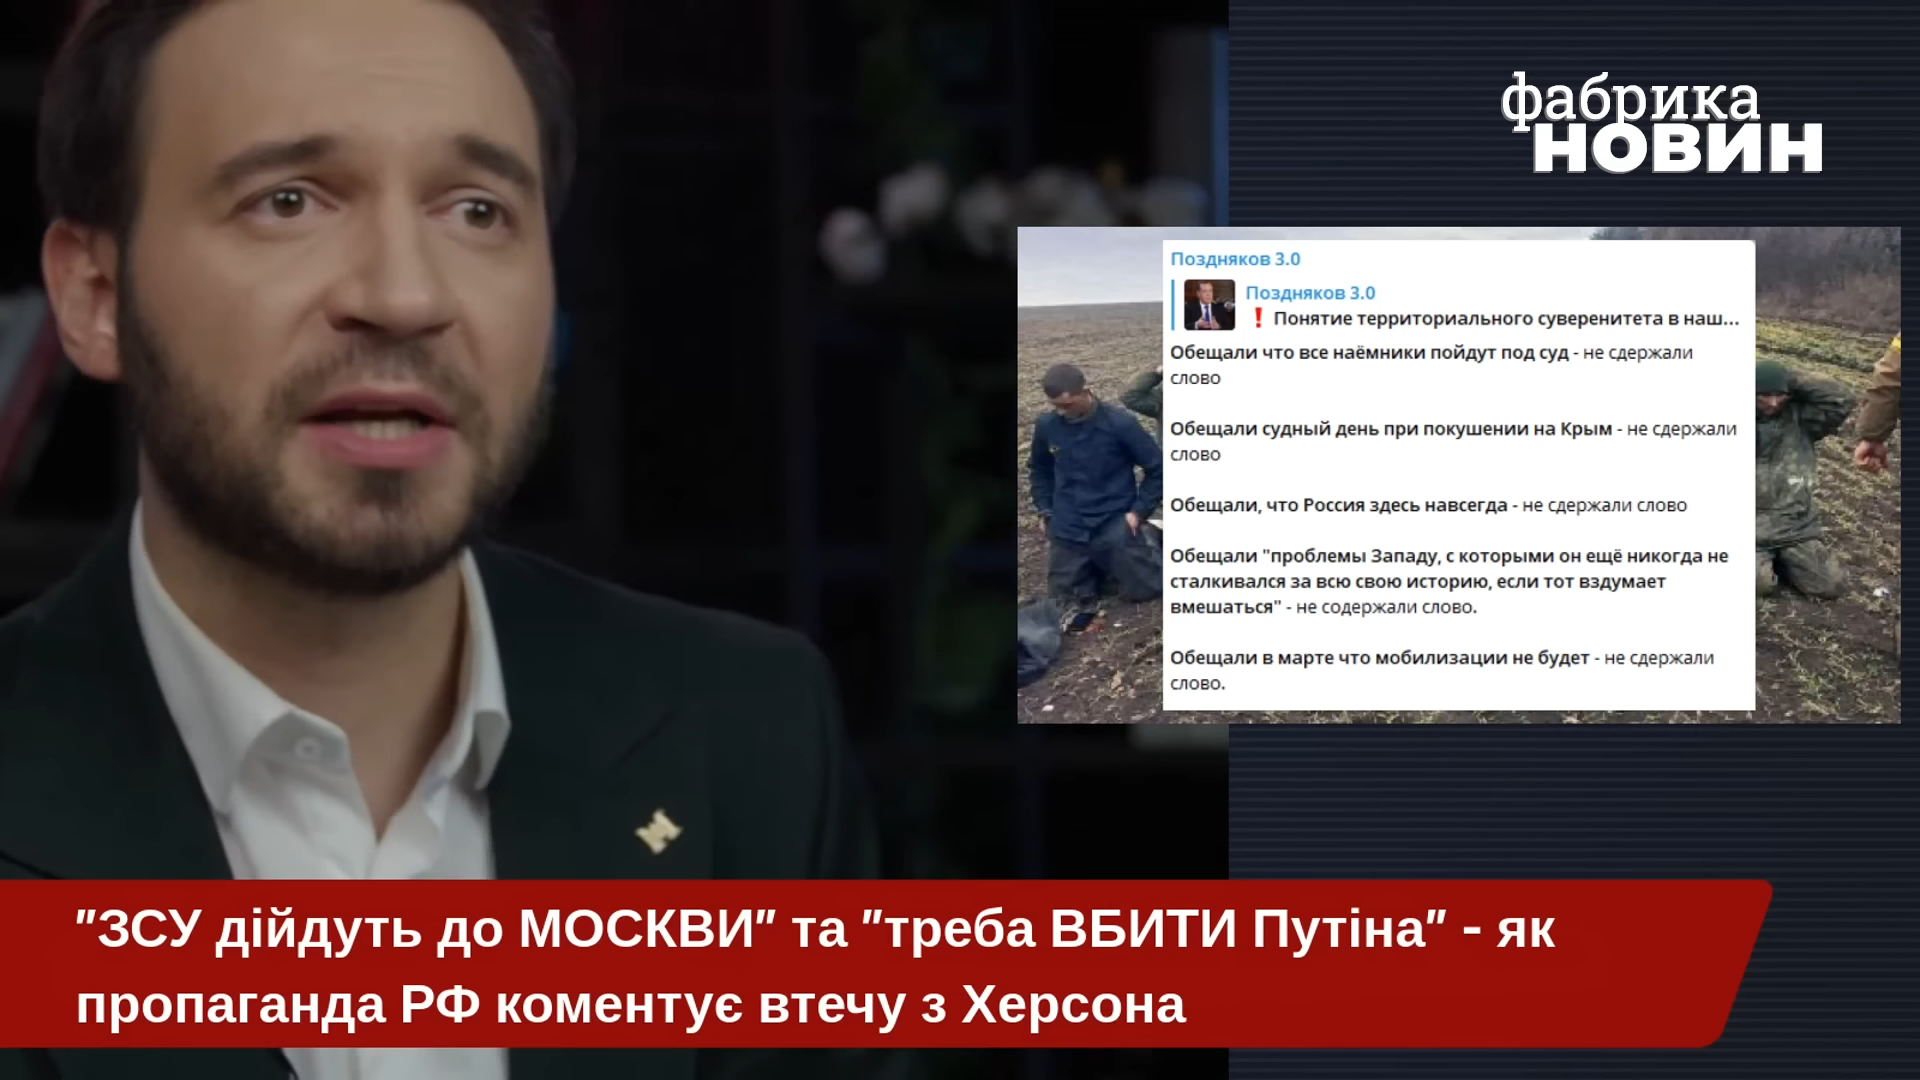 фабрика
новин
Поздняков 3.0
Поздняков 3.0
❗ Понятие территориального суверенитета в наш...
Обещали что все наёмники пойдут под суд - не сдержали
слово
Обещали судный день при покушении на Крым - не сдержали
слово
Обещали, что Россия здесь навсегда - не сдержали слово
Обещали "проблемы Западу, с которыми он ещё никогда не
сталкивался за всю свою историю, если тот вздумает
вмешаться" - не содержали слово.
Обещали в марте что мобилизации не будет - не сдержали
слово.
"ЗСУ дійдуть до МОСКВИ" та "треба ВБИТИ Путіна" - як
пропаганда РФ коментує втечу з Херсона